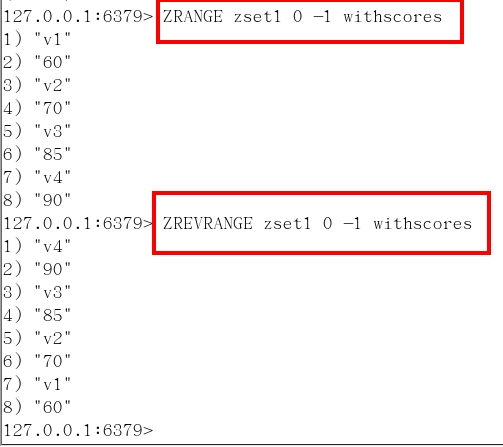 127.0.0.1:6379> ZRANGE zset1 0 -1 withscores
1) "v1"
2) "60"
3) "v2"
4) "70"
5) "v3"
6) "85"
7) "v4"
8) "90"
127.0.0.1:6379> ZREVRANGE zset1 0 -1 withscores
1) "v4"
2) "90"
3) "v3"
4) "85"
5) "v2"
6) "70"
7) "v1"
8) "60"
127.0.0.1:6379>